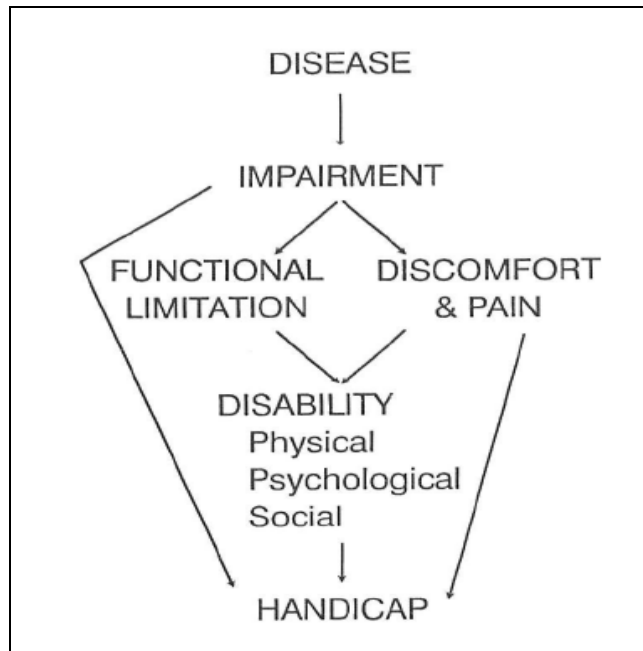 DISEASE
IMPAIRMENT
FUNCTIONAL
LIMITATION
DISCOMFORT
& PAIN
DISABILITY
Physical
Psychological
Social
HANDICAP